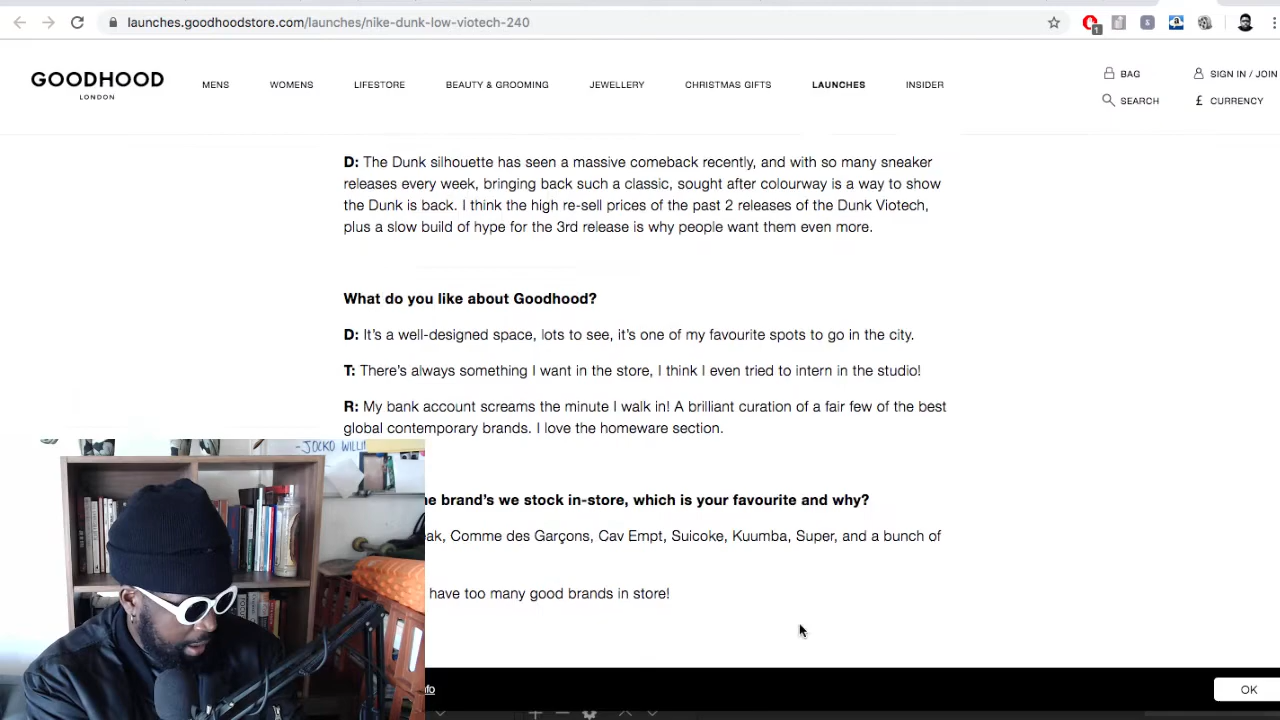 launches.goodhoodstore.com/launches/nike-dunk-low-viotech-240
1
GOODHOOD
LONDON
MENS
WOMENS
LIFESTORE
BEAUTY & GROOMING
JEWELLERY
CHRISTMAS GIFTS
LAUNCHES
INSIDER
BAG
SIGN IN / JOIN
SEARCH
£ CURRENCY
D: The Dunk silhouette has seen a massive comeback recently, and with so many sneaker
releases every week, bringing back such a classic, sought after colourway is a way to show
the Dunk is back. I think the high re-sell prices of the past 2 releases of the Dunk Viotech,
plus a slow build of hype for the 3rd release is why people want them even more.
What do you like about Goodhood?
D: It's a well-designed space, lots to see, it's one of my favourite spots to go in the city.
T: There's always something I want in the store, I think I even tried to intern in the studio!
R: My bank account screams the minute I walk in! A brilliant curation of a fair few of the best
global contemporary brands. I love the homeware section.
brand's we stock in-store, which is your favourite and why?
Comme des Garçons, Cav Empt, Suicoke, Kuumba, Super, and a bunch of
have too many good brands in store!
-JOCKO
OK